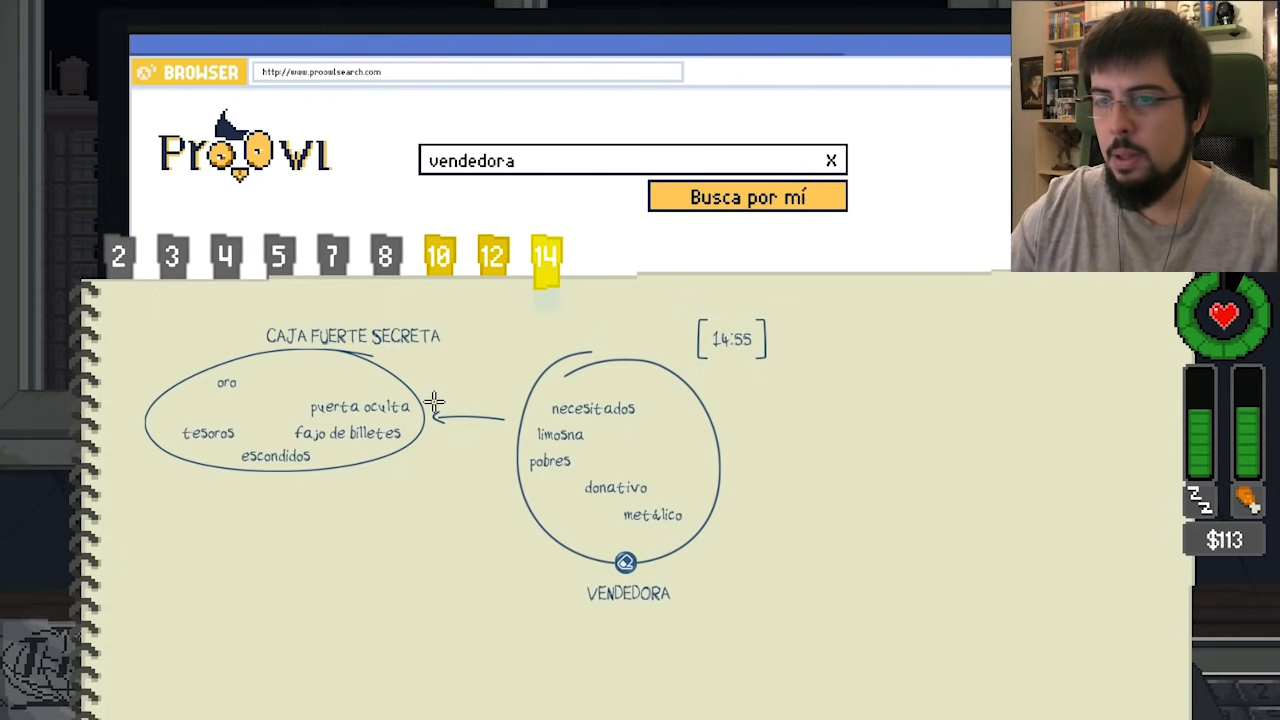 BROWSER
http://www.proowlsearch.com
PrOOwl
vendedora X
Busca por mí
2 3 4 5 7 8 10 12 14
CAJA FUERTE SECRETA
[14:55]
oro
puerta oculta
necesitados
tesoros
fajo de billetes
limosna
escondidos
pobres
donativo
metálico
VENDEDORA
zzz
$113